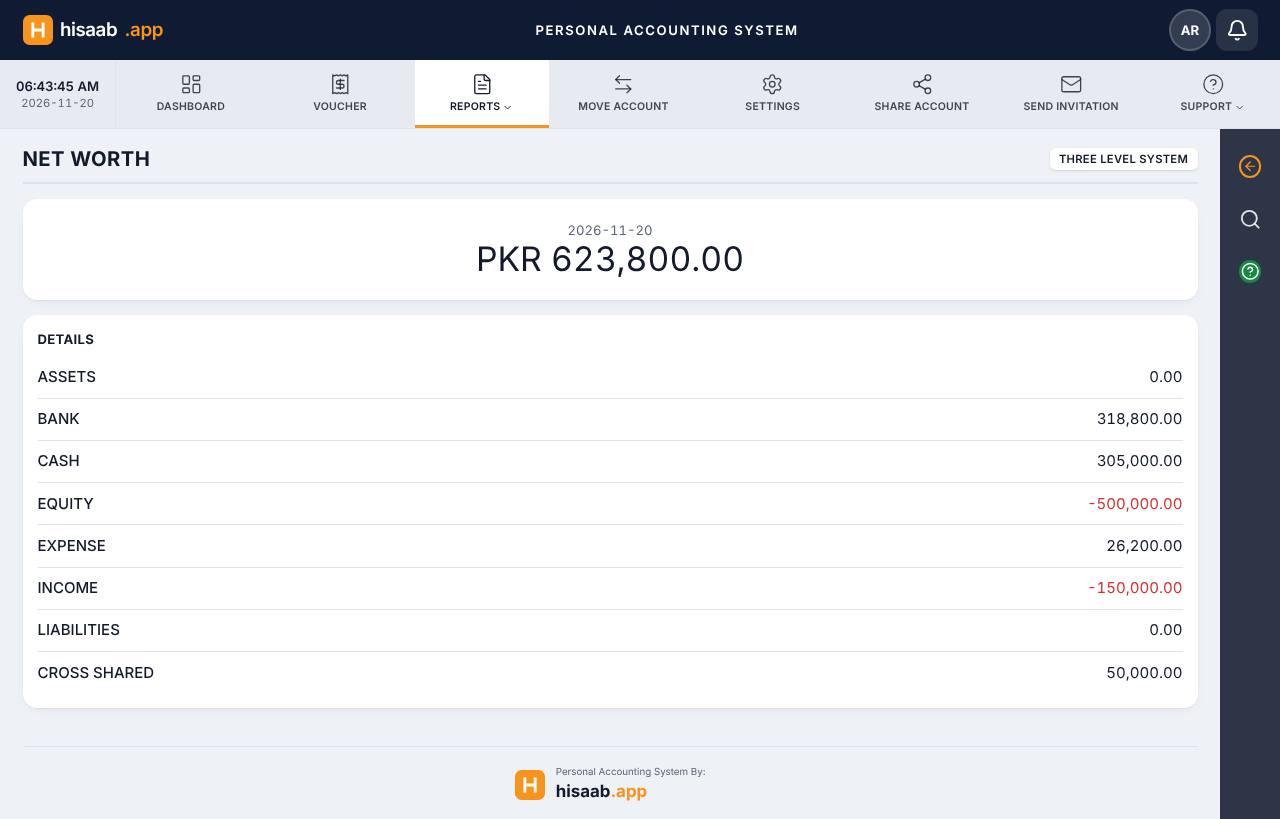 H hisaab .app
PERSONAL ACCOUNTING SYSTEM
AR
06:43:45 AM
2026-11-20
DASHBOARD
VOUCHER
REPORTS
MOVE ACCOUNT
SETTINGS
SHARE ACCOUNT
SEND INVITATION
SUPPORT
NET WORTH
THREE LEVEL SYSTEM
2026-11-20
PKR 623,800.00
DETAILS
ASSETS 0.00
BANK 318,800.00
CASH 305,000.00
EQUITY -500,000.00
EXPENSE 26,200.00
INCOME -150,000.00
LIABILITIES 0.00
CROSS SHARED 50,000.00
Personal Accounting System By:
H hisaab.app